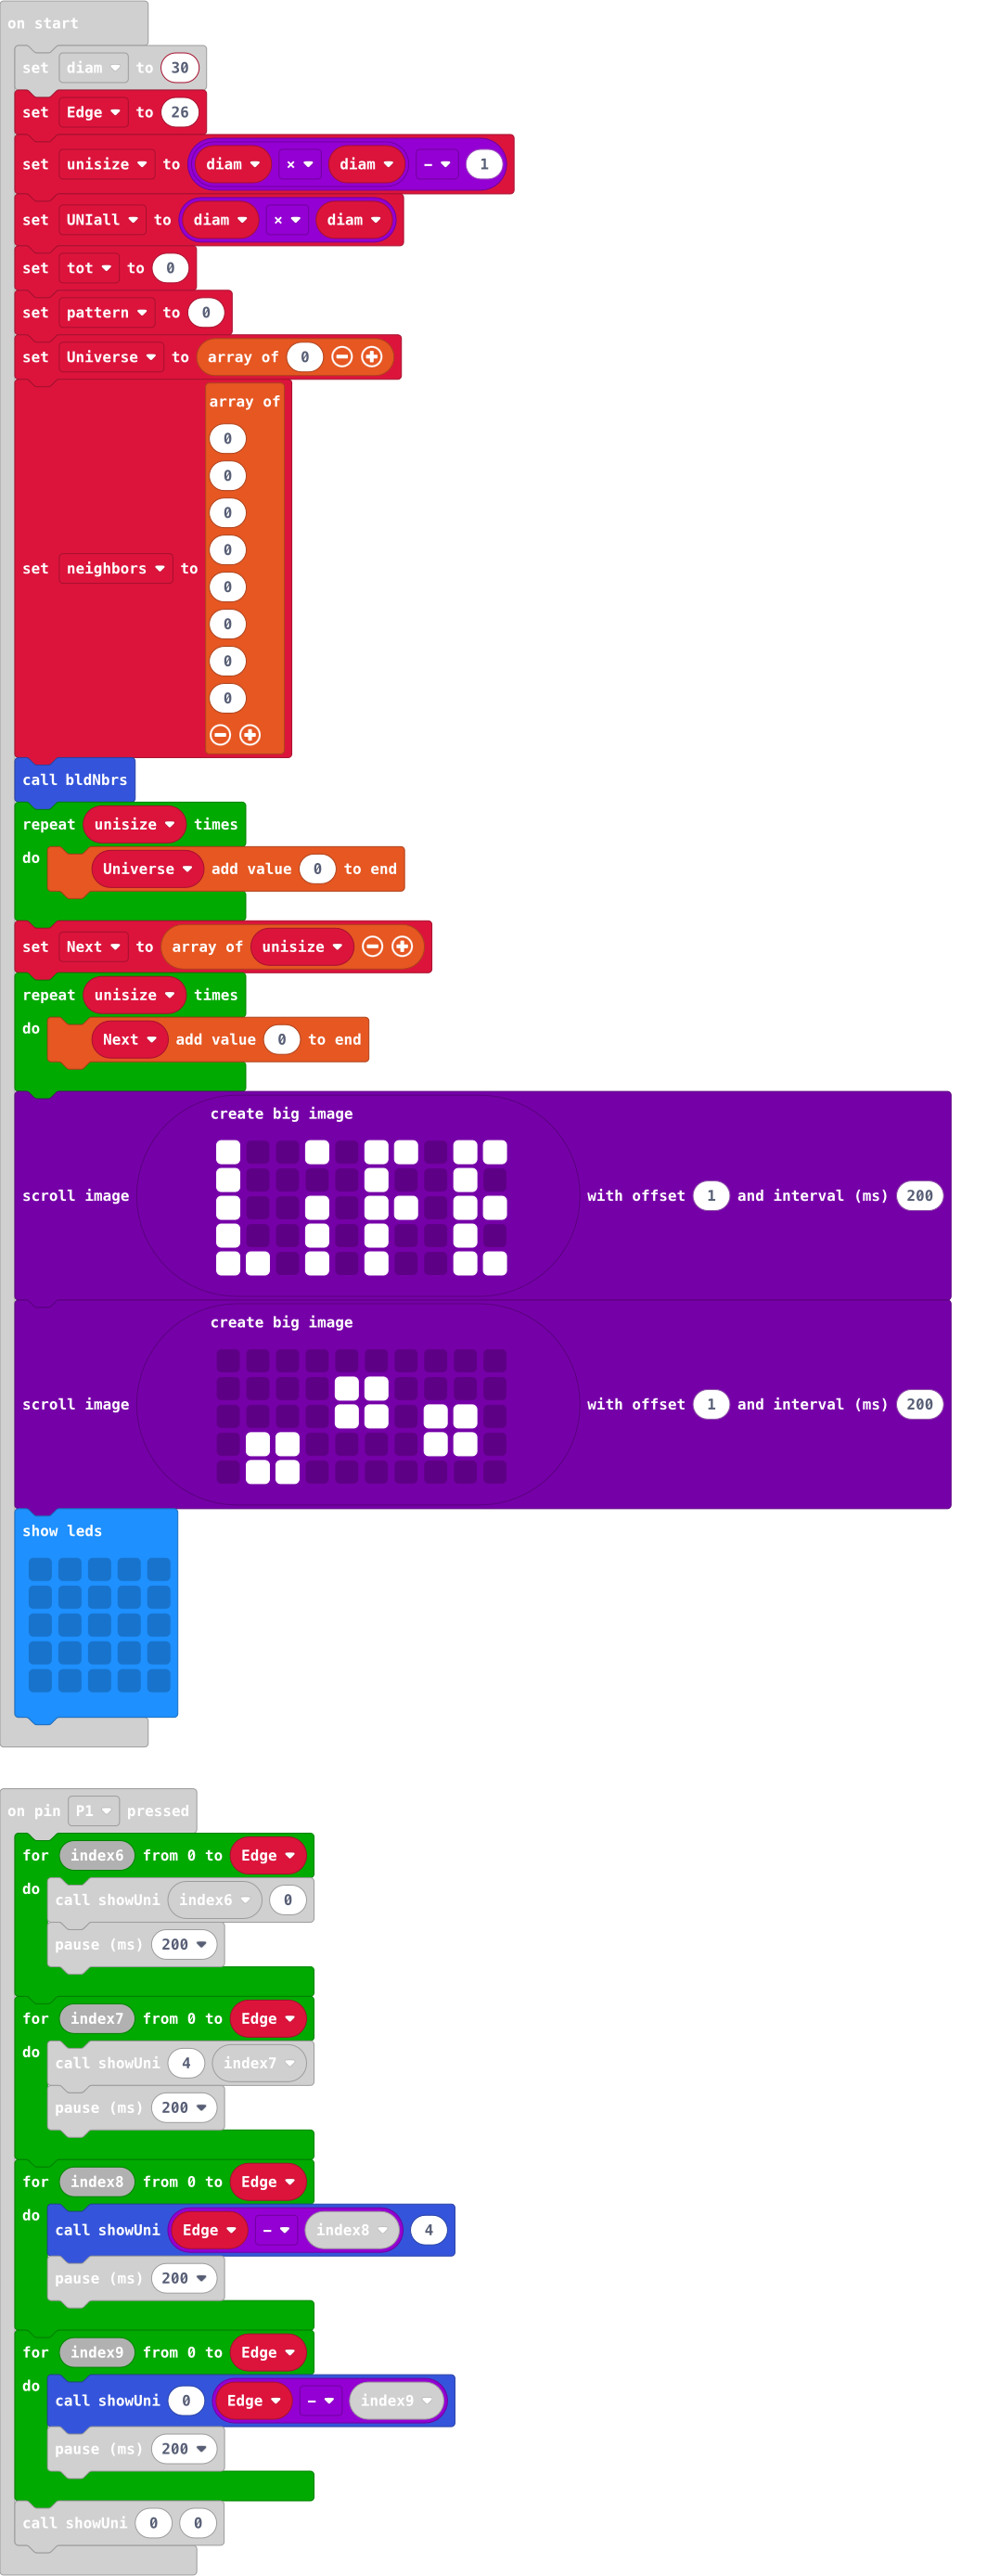 on start
set diam to 30
set Edge to 26
set unisize to diam × diam - 1
set UNIall to diam × diam
set tot to 0
set pattern to 0
set Universe to array of 0
array of
0
0
0
0
set neighbors to
0
0
0
0
call bldNbrs
repeat unisize times
do
Universe add value 0 to end
set Next to array of unisize
repeat unisize times
do
Next add value 0 to end
create big image
scroll image with offset 1 and interval (ms) 200
create big image
scroll image with offset 1 and interval (ms) 200
show leds
on pin P1 pressed
for index6 from 0 to Edge
do
call showUni index6 0
pause (ms) 200
for index7 from 0 to Edge
do
call showUni 4 index7
pause (ms) 200
for index8 from 0 to Edge
do
call showUni Edge - index8 4
pause (ms) 200
for index9 from 0 to Edge
do
call showUni 0 Edge - index9
pause (ms) 200
call showUni 0 0